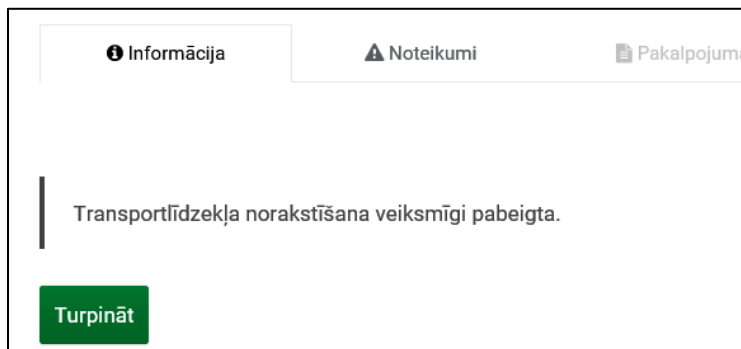 Informācija
Noteikumi
Transportlīdzekļa norakstīšana veiksmīgi pabeigta.
Turpināt